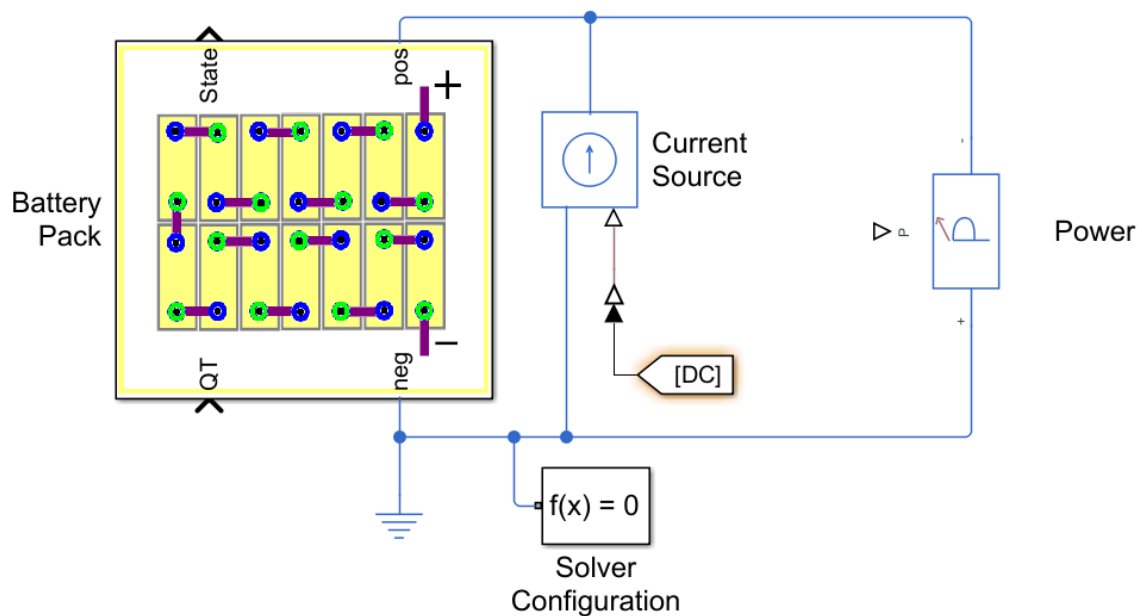 State
pos
+
Current
Source
-
Battery
Pack
P
P
Power
+
[DC]
−
QT
neg
f(x) = 0
Solver
Configuration